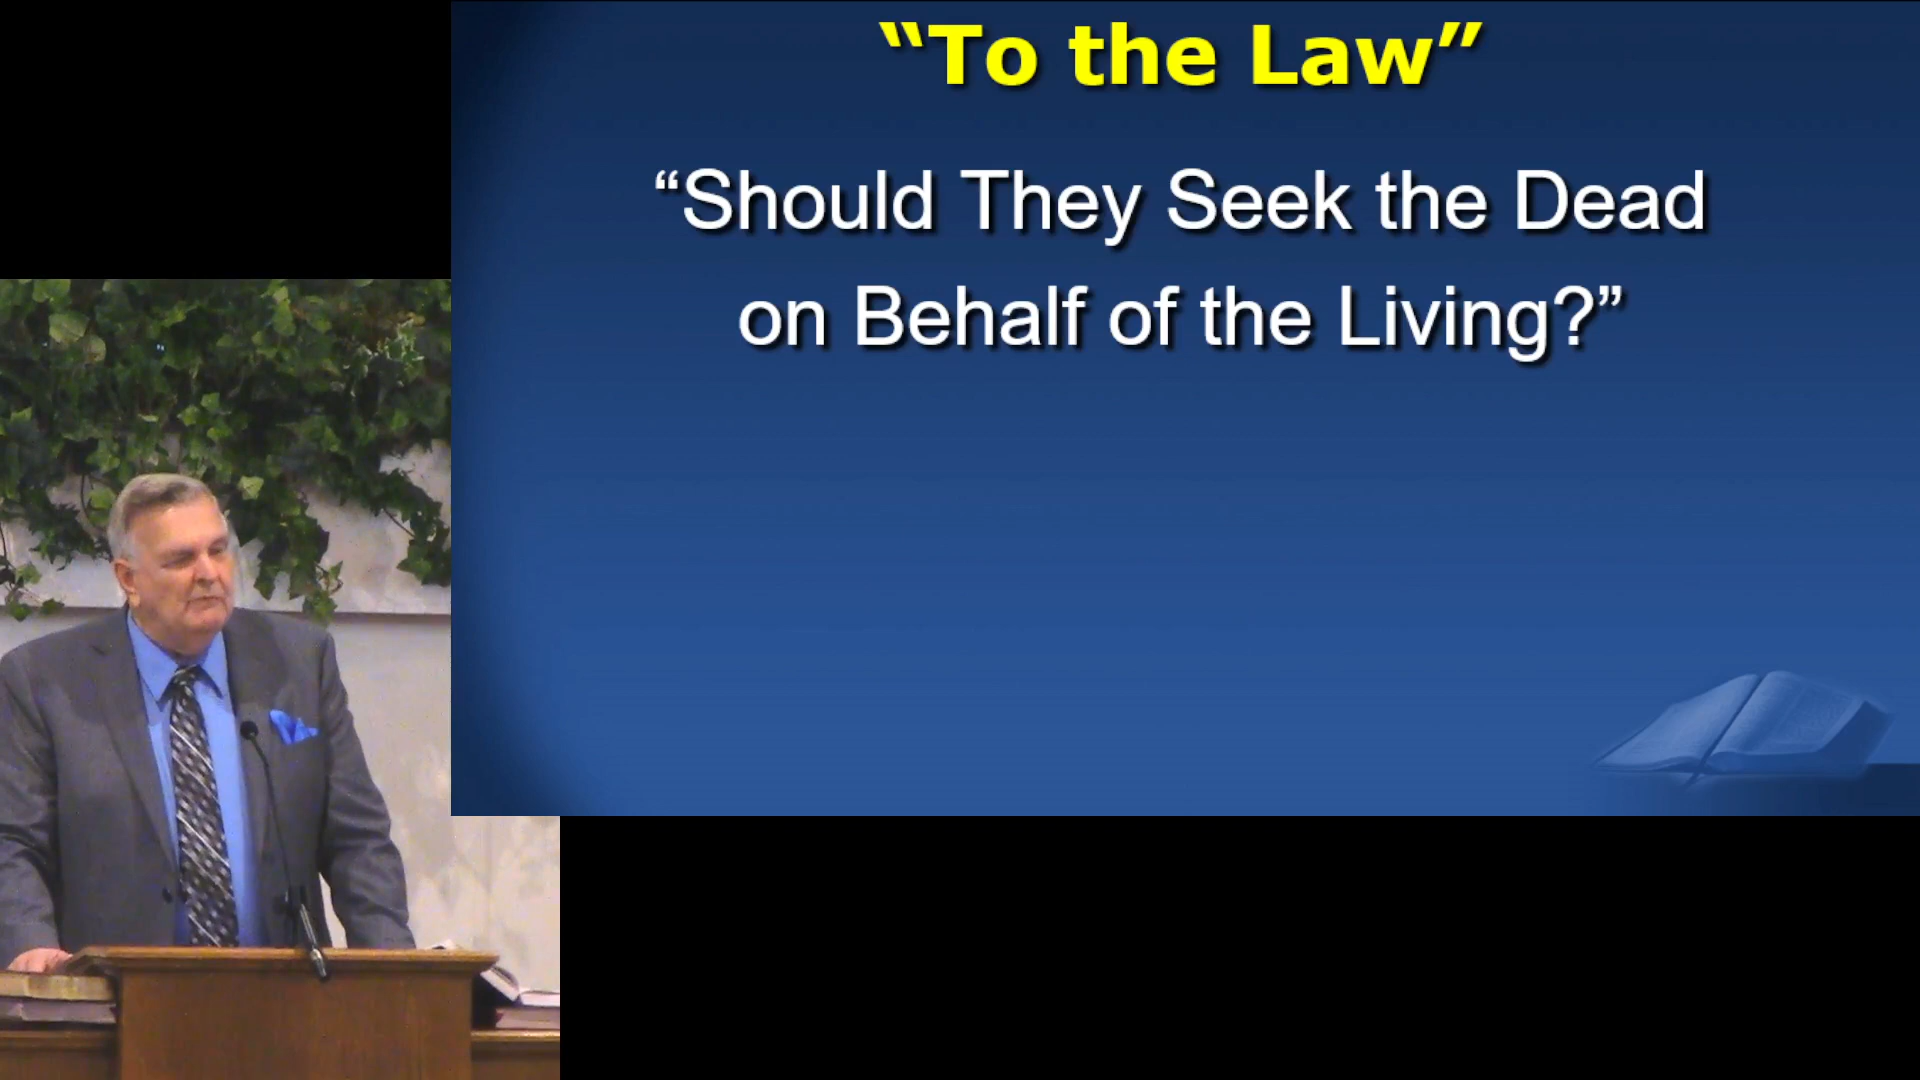 “To the Law”
“Should They Seek the Dead
on Behalf of the Living?”